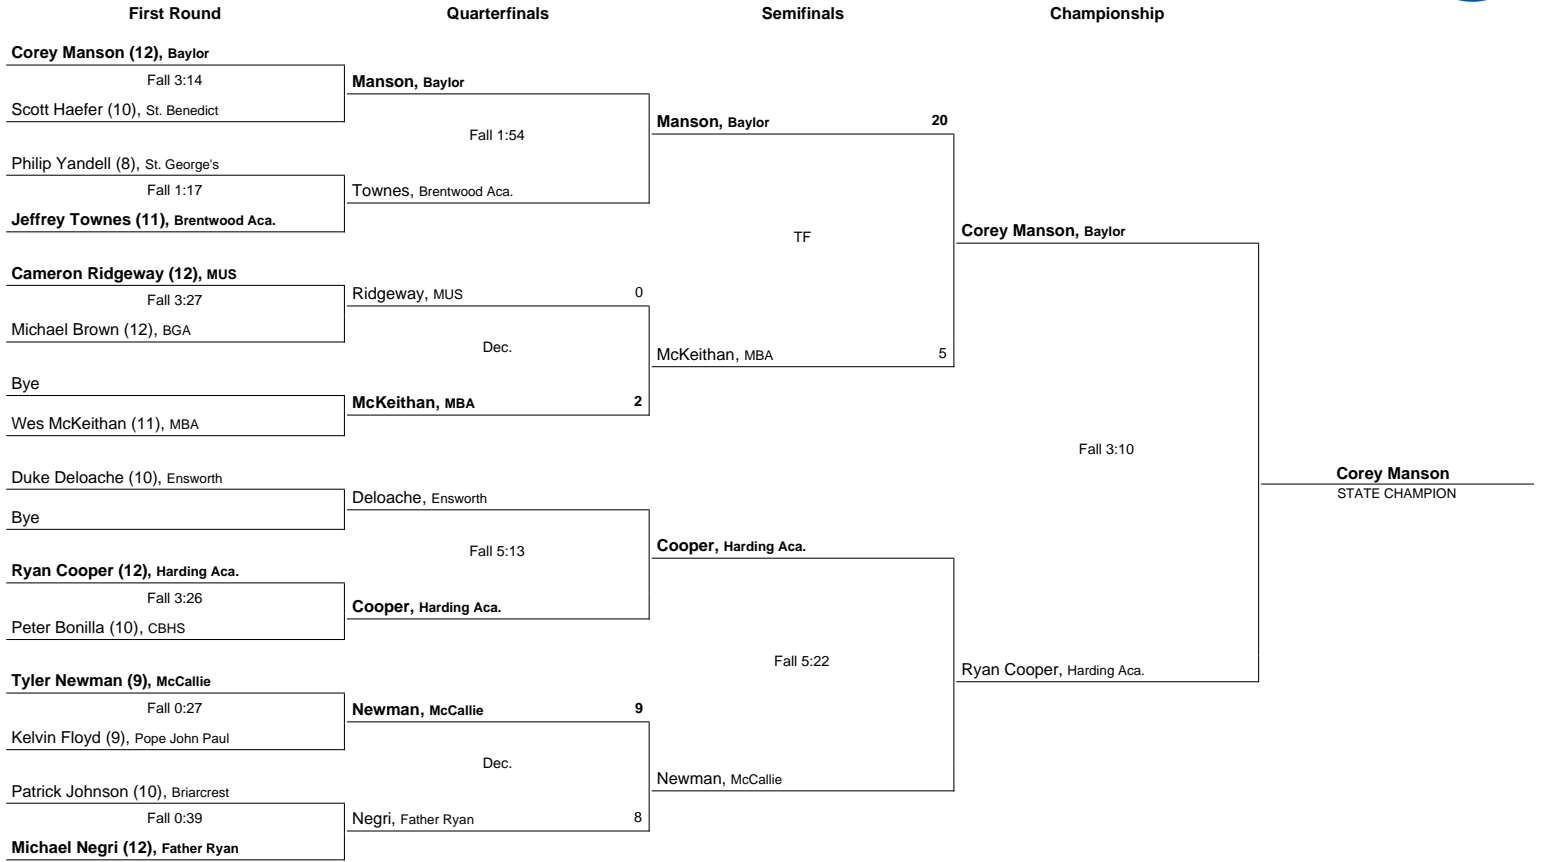 First Round
Quarterfinals
Semifinals
Championship
Corey Manson (12), Baylor
Fall 3:14
Scott Haefer (10), St. Benedict
Philip Yandell (8), St. George's
Fall 1:17
Jeffrey Townes (11), Brentwood Aca.
Cameron Ridgeway (12), MUS
Fall 3:27
Michael Brown (12), BGA
Bye
Wes McKeithan (11), MBA
Duke Deloache (10), Ensworth
Bye
Ryan Cooper (12), Harding Aca.
Fall 3:26
Peter Bonilla (10), CBHS
Tyler Newman (9), McCallie
Fall 0:27
Kelvin Floyd (9), Pope John Paul
Patrick Johnson (10), Briarcrest
Fall 0:39
Michael Negri (12), Father Ryan
Manson, Baylor
Fall 1:54
Townes, Brentwood Aca.
Ridgeway, MUS 0
Dec.
McKeithan, MBA 2
Deloache, Ensworth
Fall 5:13
Cooper, Harding Aca.
Newman, McCallie 9
Dec.
Negri, Father Ryan 8
Manson, Baylor 20
TF
McKeithan, MBA 5
Cooper, Harding Aca.
Fall 5:22
Newman, McCallie
Corey Manson, Baylor
Fall 3:10
Ryan Cooper, Harding Aca.
Corey Manson
STATE CHAMPION